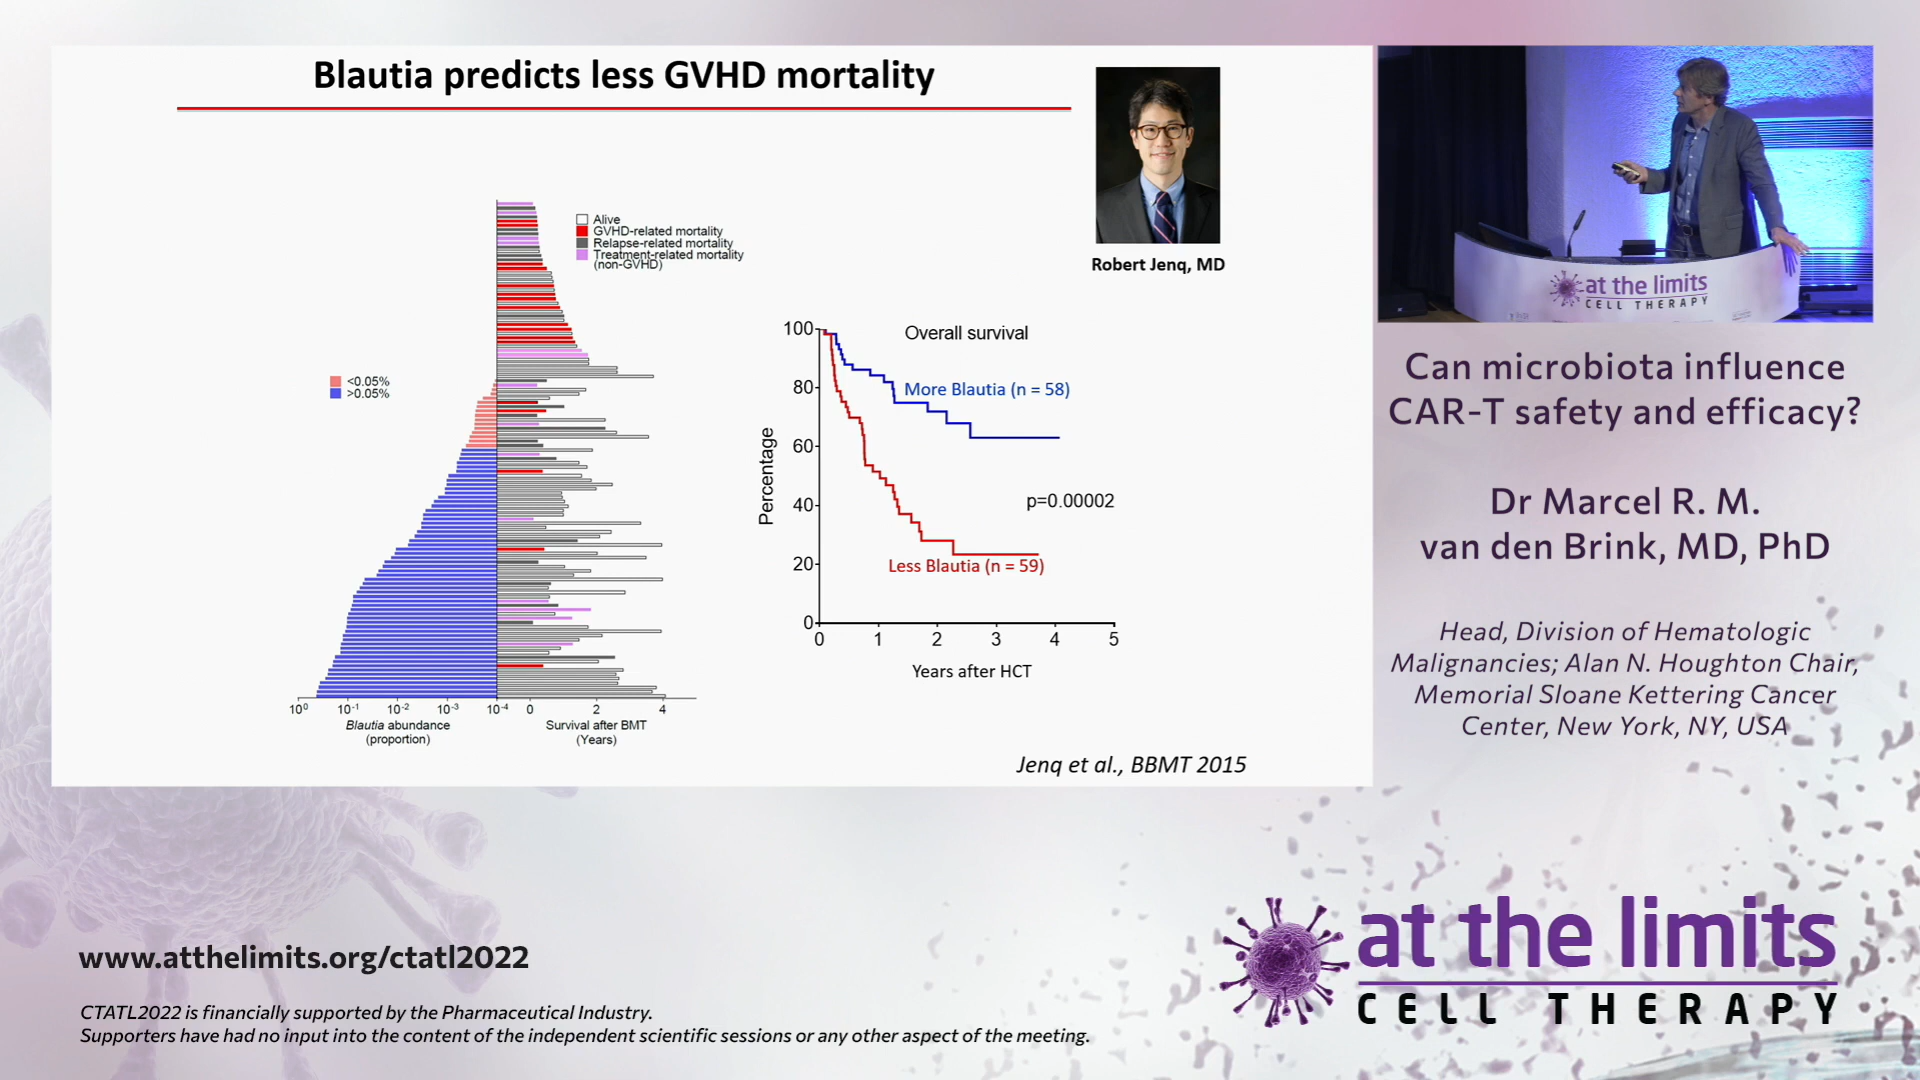 Blautia predicts less GVHD mortality
Robert Jenq, MD
Alive
GVHD-related mortality
Relapse-related mortality
Treatment-related mortality
(non-GVHD)
<0.05%
>0.05%
10⁰ 10⁻¹ 10⁻² 10⁻³ 10⁻⁴ 0 2 4
Blautia abundance
(proportion)
Survival after BMT
(Years)
Overall survival
More Blautia (n = 58)
p=0.00002
Less Blautia (n = 59)
Percentage
100
80
60
40
20
0
0 1 2 3 4 5
Years after HCT
Jenq et al., BBMT 2015
at the limits
CELL THERAPY
Can microbiota influence
CAR-T safety and efficacy?
Dr Marcel R. M.
van den Brink, MD, PhD
Head, Division of Hematologic
Malignancies; Alan N. Houghton Chair,
Memorial Sloane Kettering Cancer
Center, New York, NY, USA
www.atthelimits.org/ctatl2022
CTATL2022 is financially supported by the Pharmaceutical Industry.
Supporters have had no input into the content of the independent scientific sessions or any other aspect of the meeting.
at the limits
CELL THERAPY